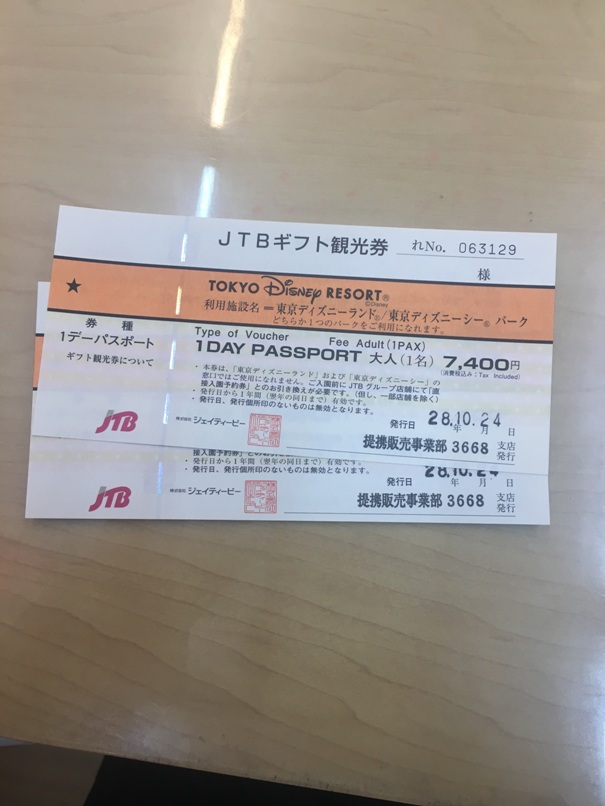 JTBギフト観光券 れNo. 063129
様
★ TOKYO Disney RESORT®
©Disney
利用施設名＝東京ディズニーランド®/東京ディズニーシー® パーク
どちらか1つのパークをご利用になれます。
券種
1デーパスポート
ギフト観光券について
Type of Voucher Fee Adult(1PAX)
1DAY PASSPORT 大人(1名) 7,400円
(消費税込み:Tax Included)
・本券は、「東京ディズニーランド」および「東京ディズニーシー」の
窓口ではご使用になれません。ご入園前に JTB グループ店舗にて「直
接入園予約券」とのお引き換えが必要です。(但し、一部店舗を除く)
・発行日から1年間(翌年の同日まで)有効です。
・発行日、発行個所印のないものは無効となります。
発行日 28.10.24
年 月 日
JTB 株式会社 ジェイティービー
提携販売事業部 3668 支店
発行
接入園予約券」とのお
・発行日から1年間(翌年の同日まで)有効です。
・発行日、発行個所印のないものは無効となります。
発行日 28.10.24
年 月 日
JTB 株式会社 ジェイティービー
提携販売事業部 3668 支店
発行